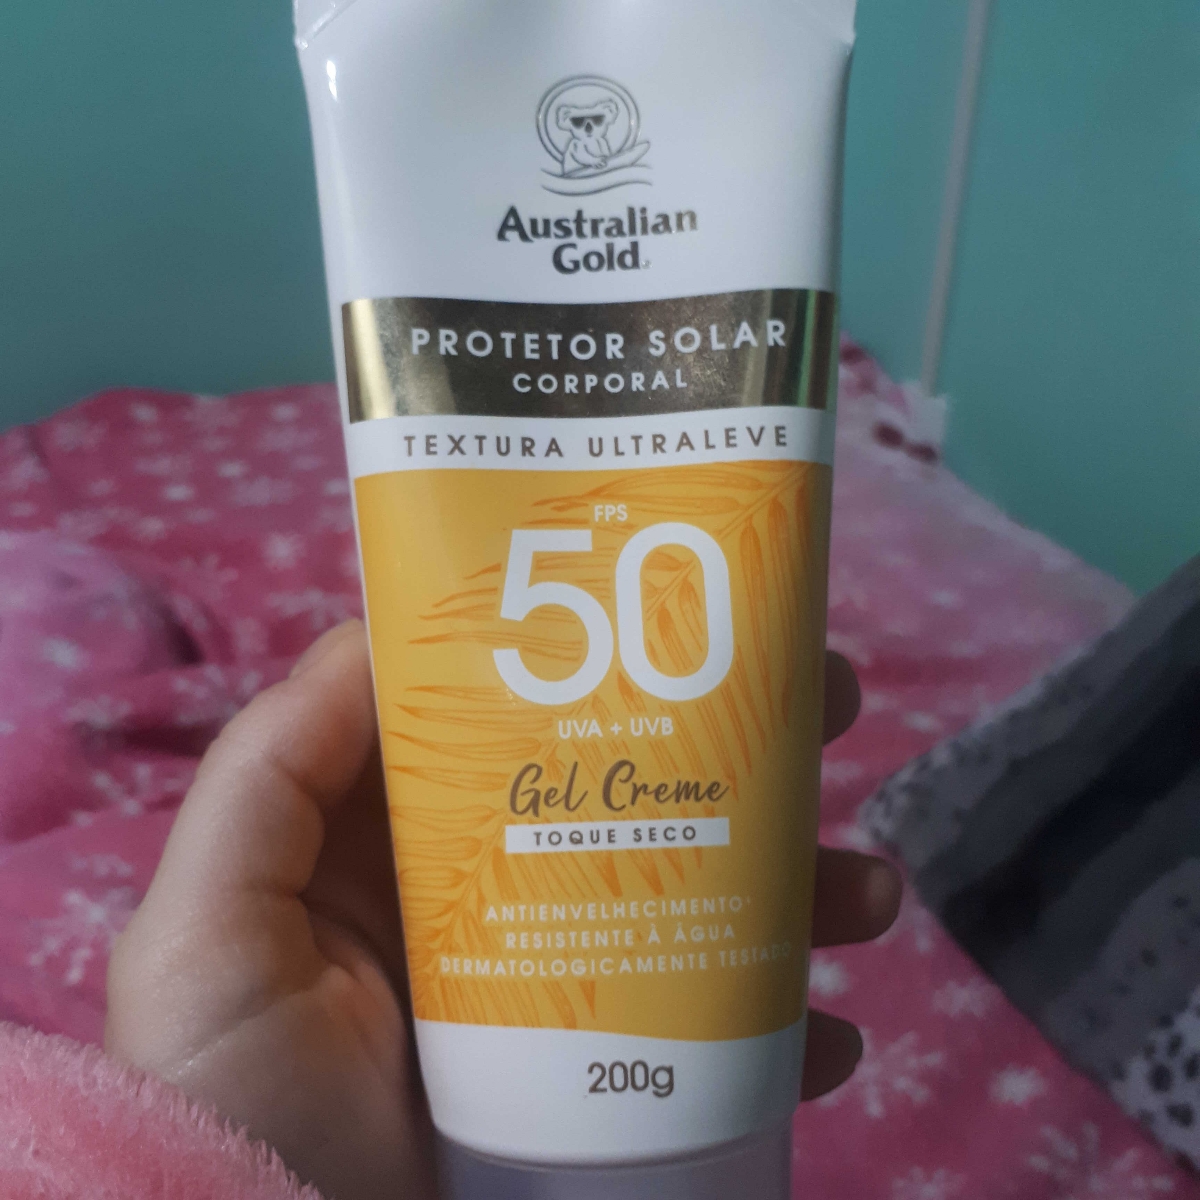 Australian
Gold
PROTETOR SOLAR
CORPORAL
TEXTURA ULTRALEVE
FPS
50
UVA + UVB
Gel Creme
TOQUE SECO
ANTIENVELHECIMENTO*
RESISTENTE À ÁGUA
DERMATOLOGICAMENTE TESTADO
200g